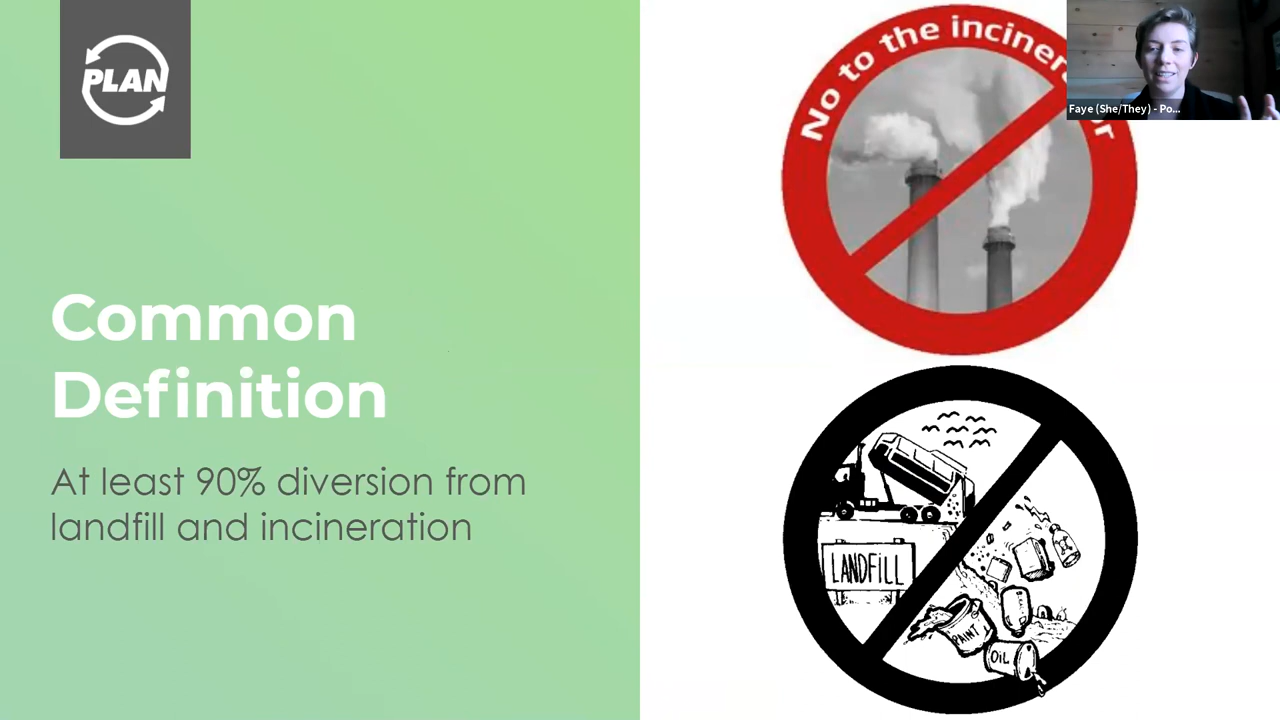 PLAN
Common
Definition
At least 90% diversion from
landfill and incineration
No to the
Faye (She/They) - Po...
LANDFILL
PAINT
OIL